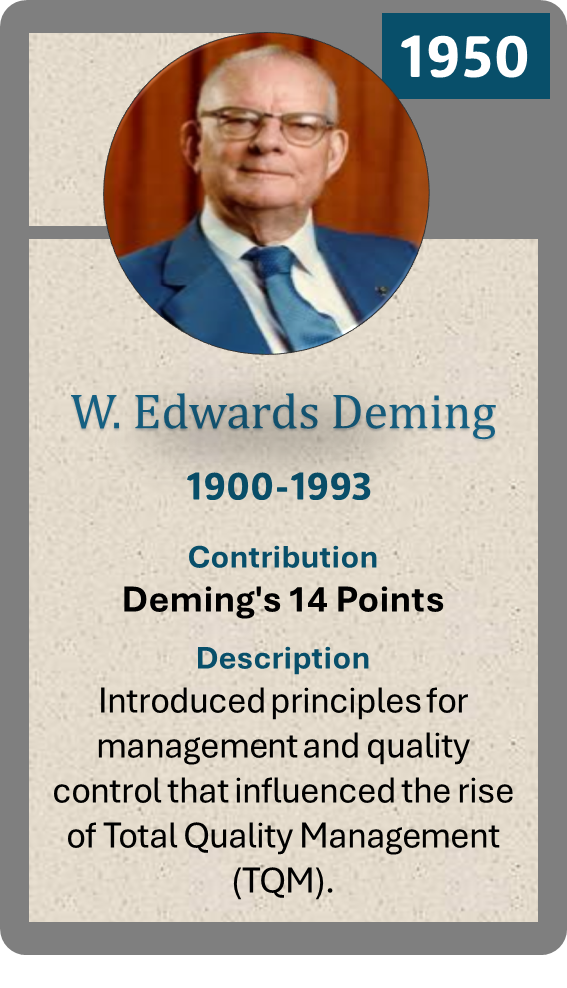 1950
W. Edwards Deming
1900-1993
Contribution
Deming's 14 Points
Description
Introduced principles for
management and quality
control that influenced the rise
of Total Quality Management
(TQM).